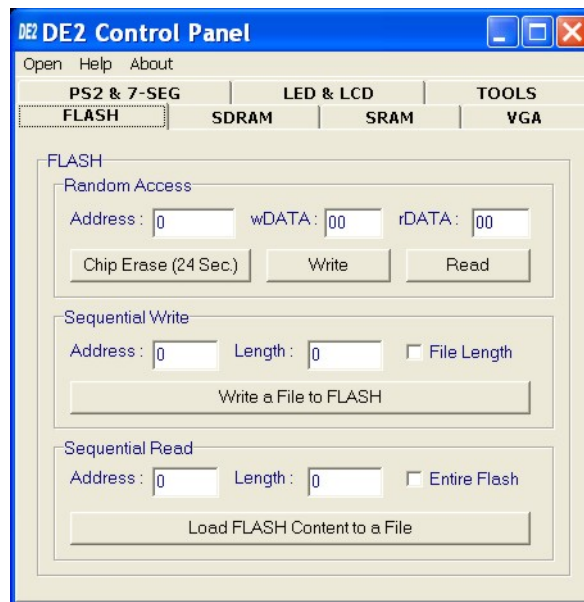 DE2 DE2 Control Panel
Open Help About
PS2 & 7-SEG LED & LCD TOOLS
FLASH SDRAM SRAM VGA
FLASH
Random Access
Address : 0 wDATA : 00 rDATA : 00
Chip Erase (24 Sec.) Write Read
Sequential Write
Address : 0 Length : 0 File Length
Write a File to FLASH
Sequential Read
Address : 0 Length : 0 Entire Flash
Load FLASH Content to a File